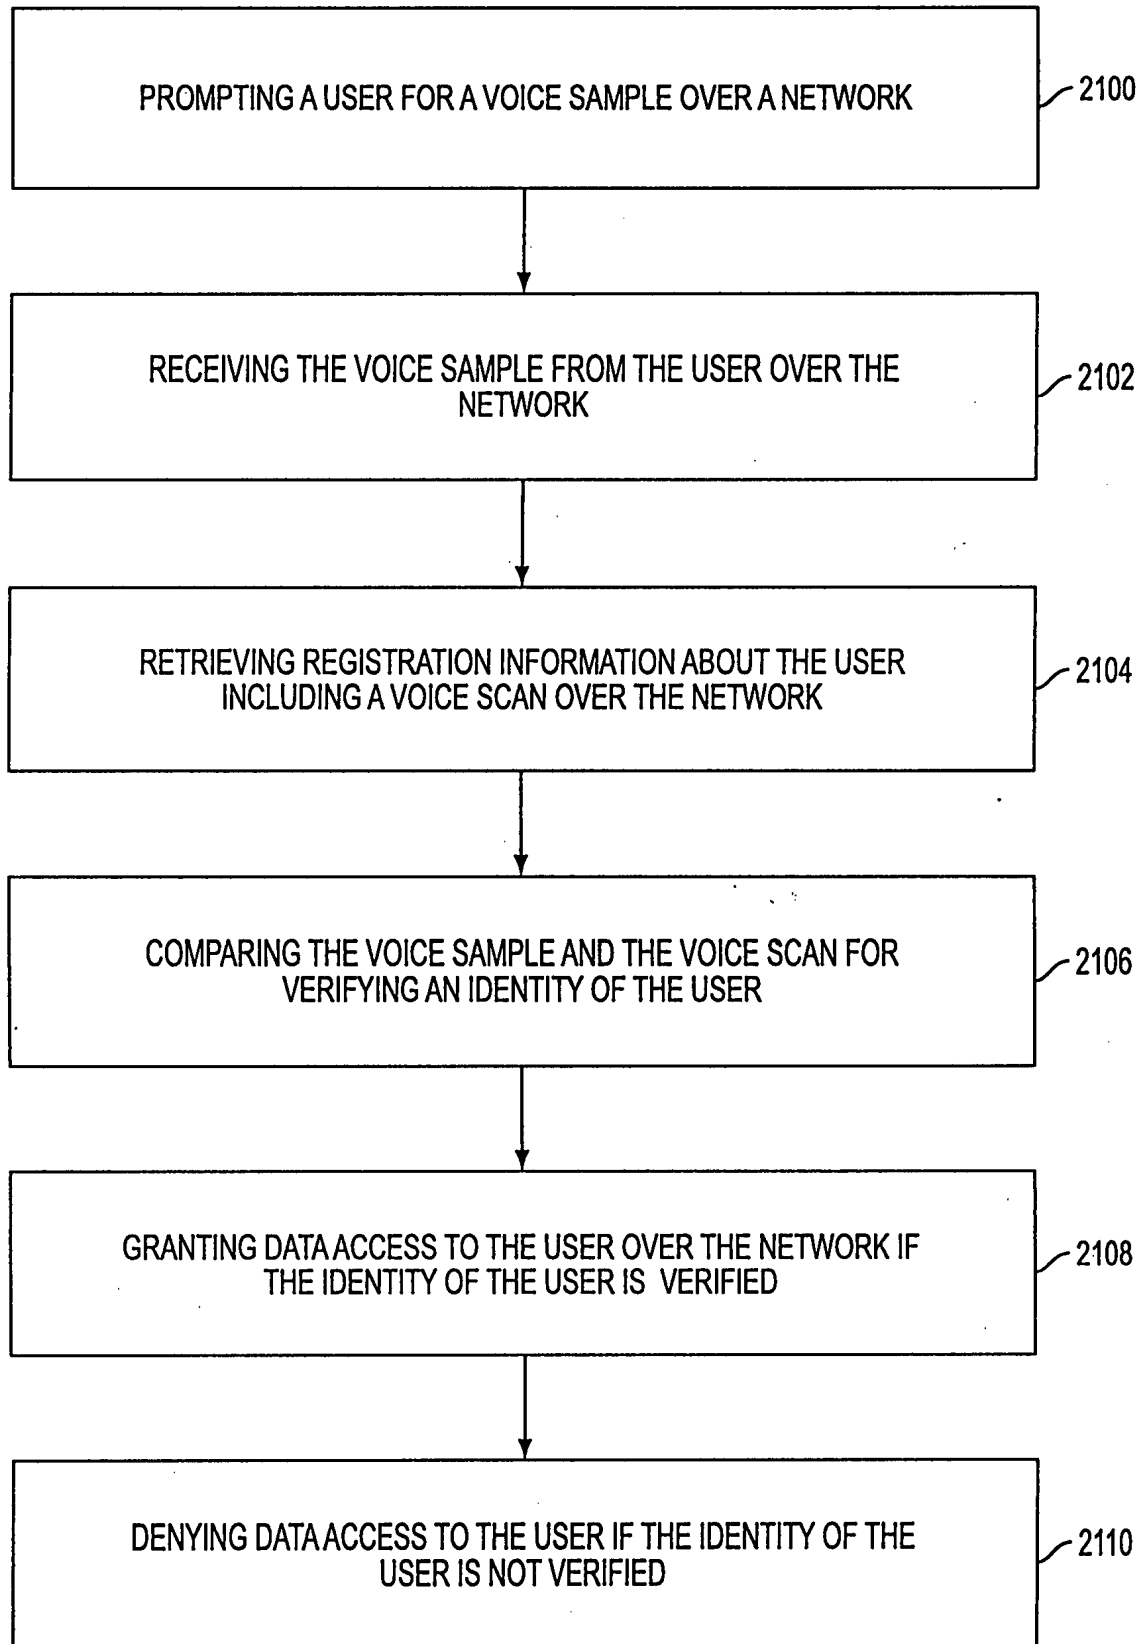 PROMPTING A USER FOR A VOICE SAMPLE OVER A NETWORK
2100
RECEIVING THE VOICE SAMPLE FROM THE USER OVER THE
NETWORK
2102
RETRIEVING REGISTRATION INFORMATION ABOUT THE USER
INCLUDING A VOICE SCAN OVER THE NETWORK
2104
COMPARING THE VOICE SAMPLE AND THE VOICE SCAN FOR
VERIFYING AN IDENTITY OF THE USER
2106
GRANTING DATA ACCESS TO THE USER OVER THE NETWORK IF
THE IDENTITY OF THE USER IS VERIFIED
2108
DENYING DATA ACCESS TO THE USER IF THE IDENTITY OF THE
USER IS NOT VERIFIED
2110